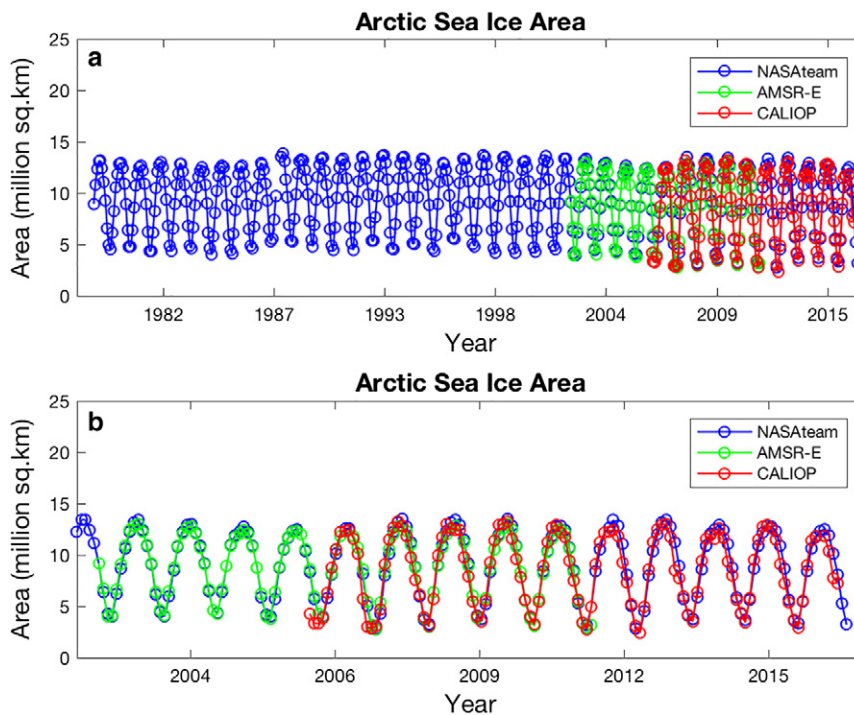 Arctic Sea Ice Area
a
25
20
15
10
5
0
Area (million sq.km)
NASAteam
AMSR-E
CALIOP
1982 1987 1993 1998 2004 2009 2015
Year
Arctic Sea Ice Area
b
25
20
15
10
5
0
Area (million sq.km)
NASAteam
AMSR-E
CALIOP
2004 2006 2009 2012 2015
Year